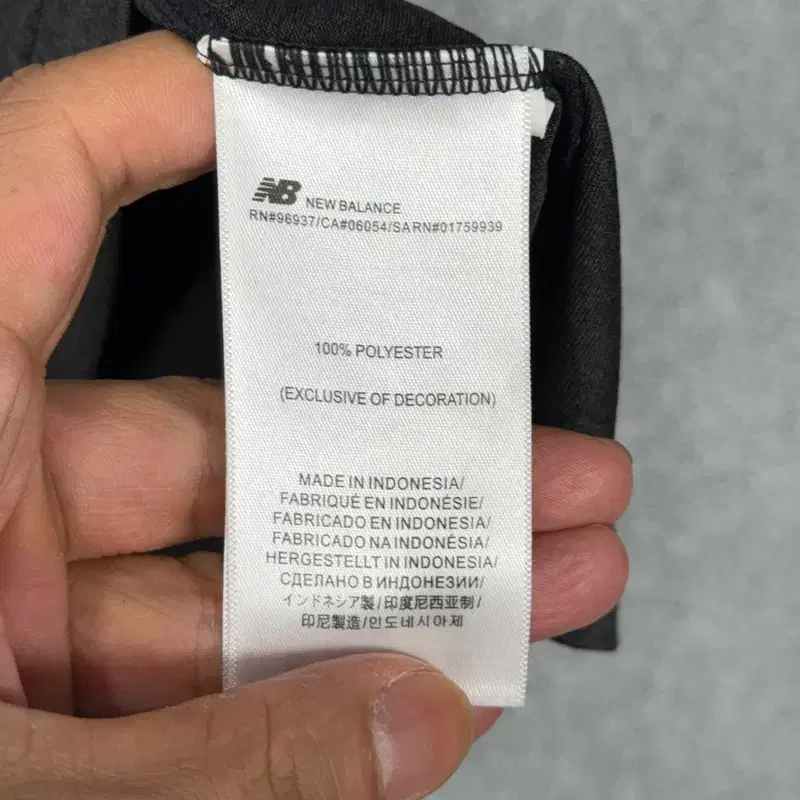 NB NEW BALANCE
RN#96937/CA#06054/SARN#01759939
100% POLYESTER
(EXCLUSIVE OF DECORATION)
MADE IN INDONESIA/
FABRIQUÉ EN INDONÉSIE/
FABRICADO EN INDONESIA/
FABRICADO NA INDONÉSIA/
HERGESTELLT IN INDONESIA/
СДЕЛАНО В ИНДОНЕЗИИ/
インドネシア製/印度尼西亚制/
印尼製造/인도네시아제